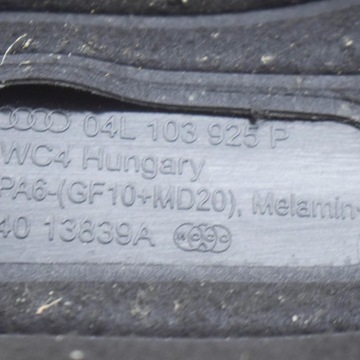 04L 103 925 P
WC4 Hungary
PA6-(GF10+MD20), Melamin-
40 13839A